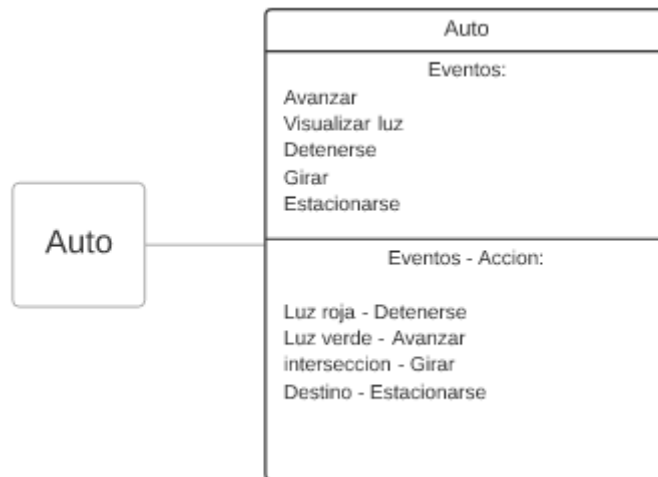 Auto
Auto
Eventos:
Avanzar
Visualizar luz
Detenerse
Girar
Estacionarse
Eventos - Accion:
Luz roja - Detenerse
Luz verde - Avanzar
interseccion - Girar
Destino - Estacionarse